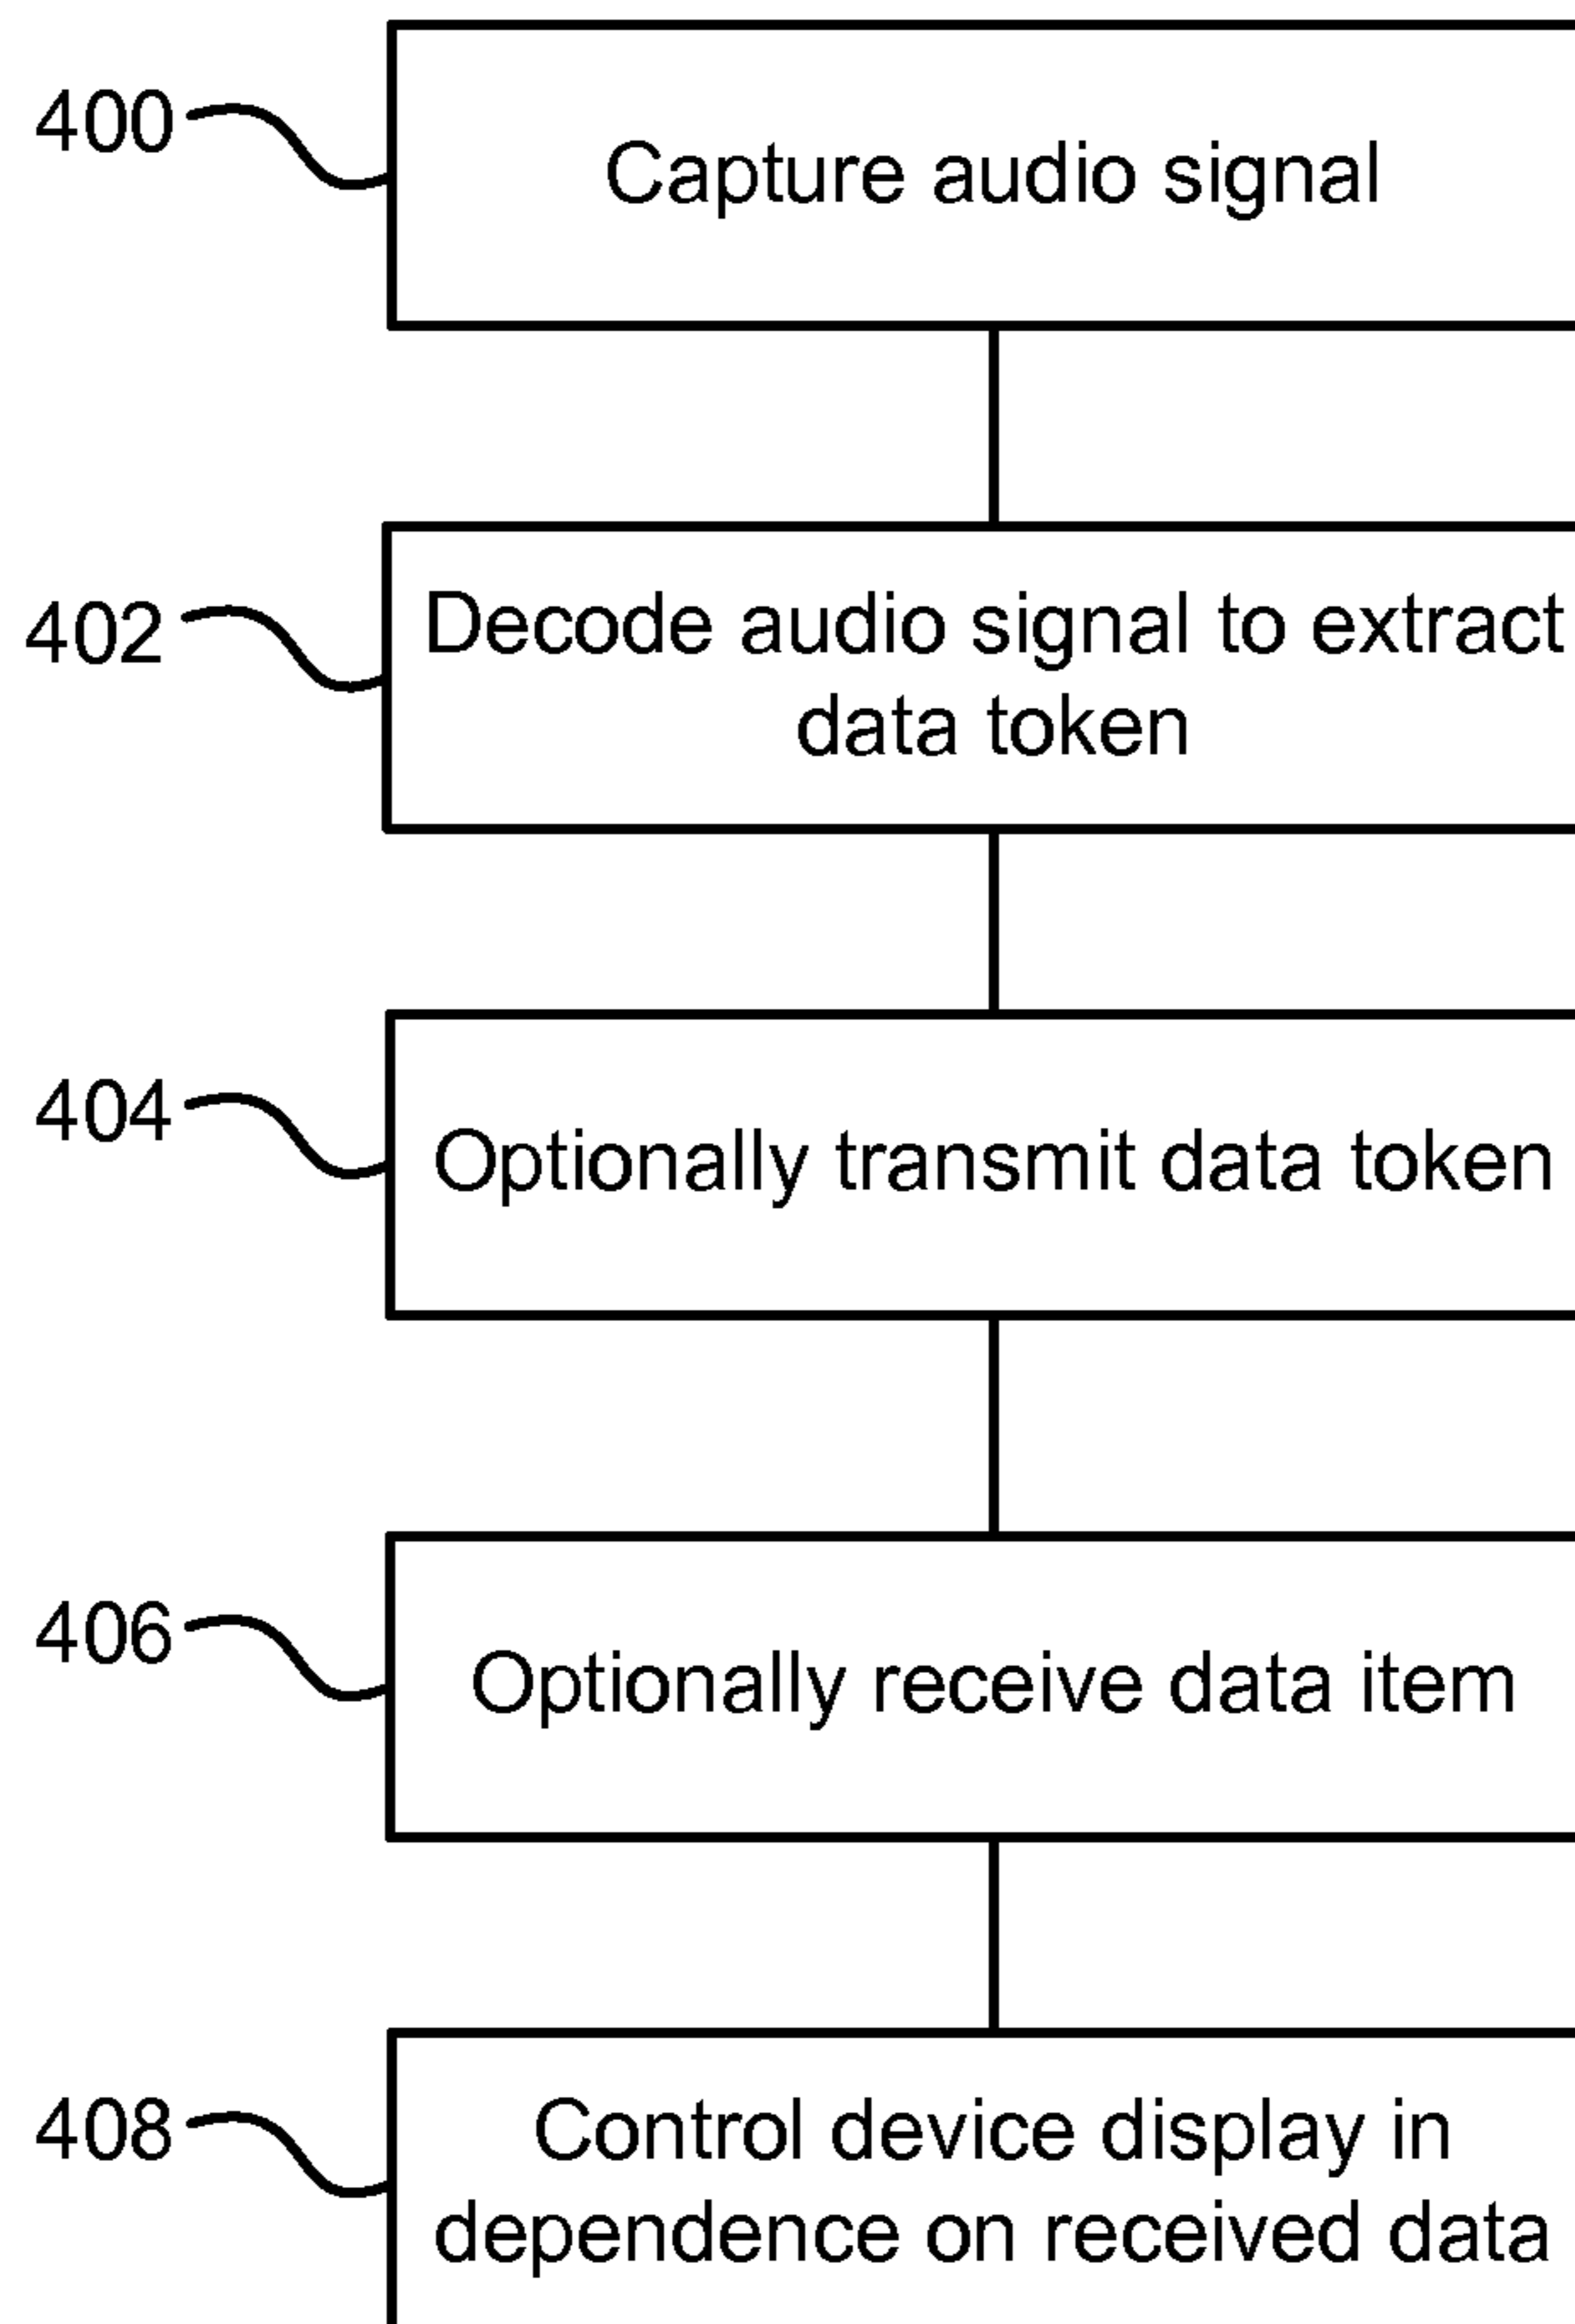 400
Capture audio signal
402
Decode audio signal to extract
data token
404
Optionally transmit data token
406
Optionally receive data item
408
Control device display in
dependence on received data